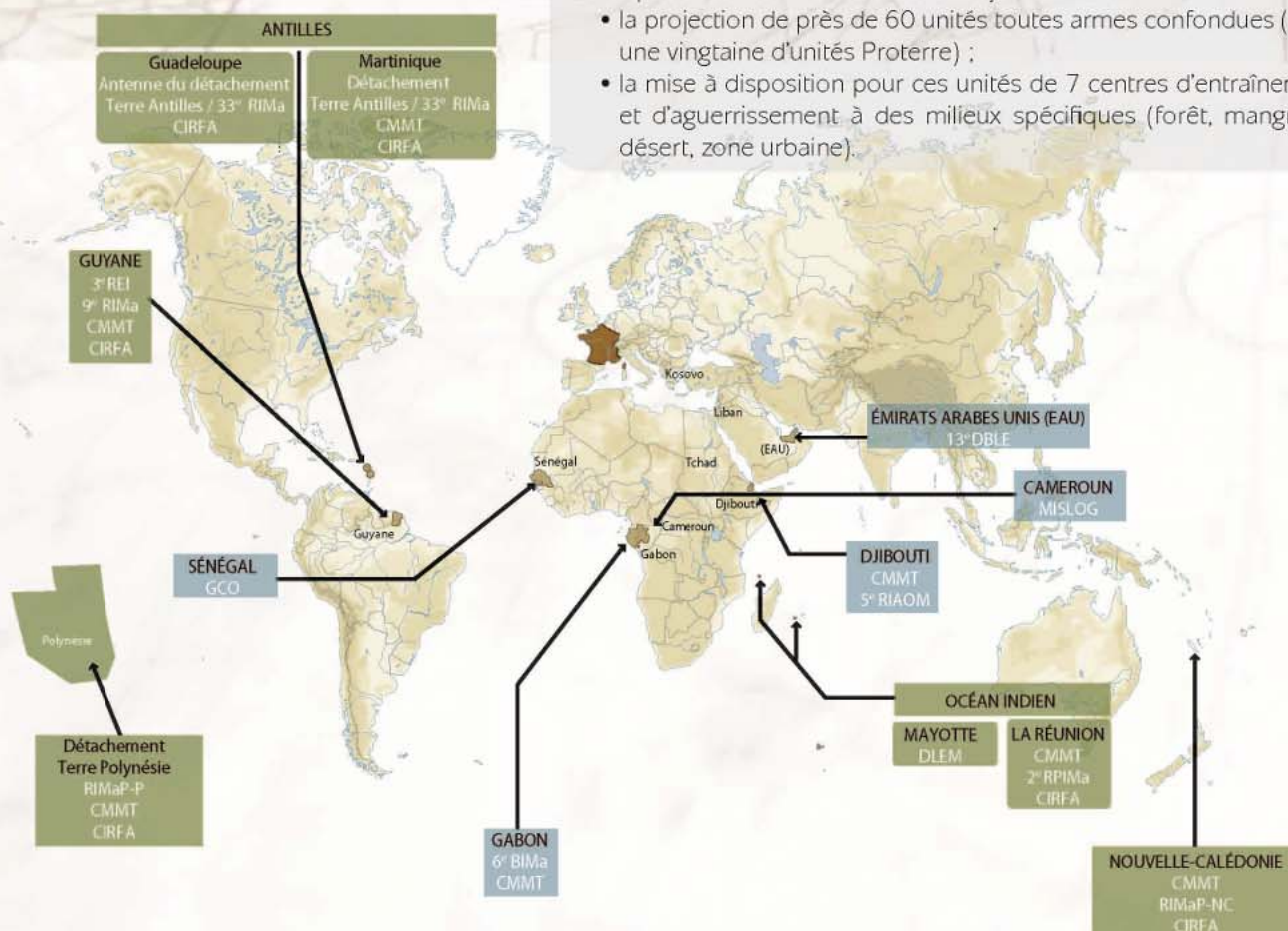 • la projection de près de 60 unités toutes armes confondues (
une vingtaine d'unités Proterre) ;
• la mise à disposition pour ces unités de 7 centres
et d'aguerrissement à des milieux spécifiques (forêt,
désert, zone urbaine).
ANTILLES
Guadeloupe
Antenne du détachement
Terre Antilles / 33e RIMa
CIRFA
Martinique
Détachement
Terre Antilles / 33e RIMa
CMMT
CIRFA
GUYANE
3e REI
9e RIMa
CMMT
CIRFA
Kosovo
Liban
(EAU)
ÉMIRATS ARABES UNIS (EAU)
13e DBLE
Sénégal
Tchad
Djibouti
CAMEROUN
MISLOG
Guyane
Cameroun
Gabon
SÉNÉGAL
GCO
DJIBOUTI
CMMT
5e RIAOM
Polynésie
OCÉAN INDIEN
MAYOTTE
DLEM
LA RÉUNION
CMMT
2e RPIMa
CIRFA
Détachement
Terre Polynésie
RIMaP-P
CMMT
CIRFA
GABON
6e BIMa
CMMT
NOUVELLE-CALÉDONIE
CMMT
RIMaP-NC
CIRFA